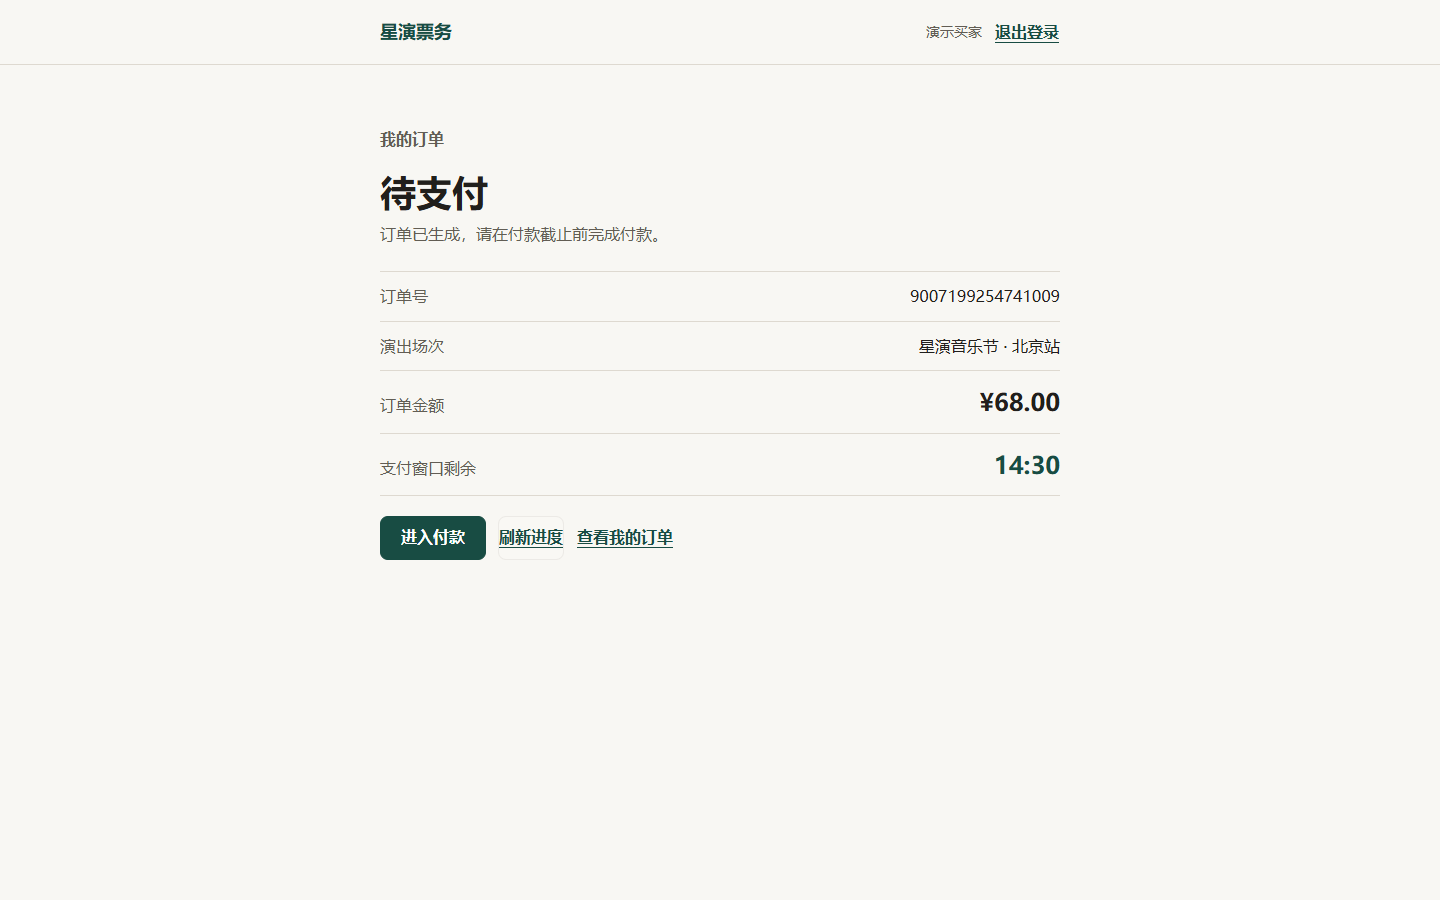 星演票务
演示买家 退出登录
我的订单
待支付
订单已生成，请在付款截止前完成付款。
订单号 9007199254741009
演出场次 星演音乐节 · 北京站
订单金额 ¥68.00
支付窗口剩余 14:30
进入付款 刷新进度 查看我的订单